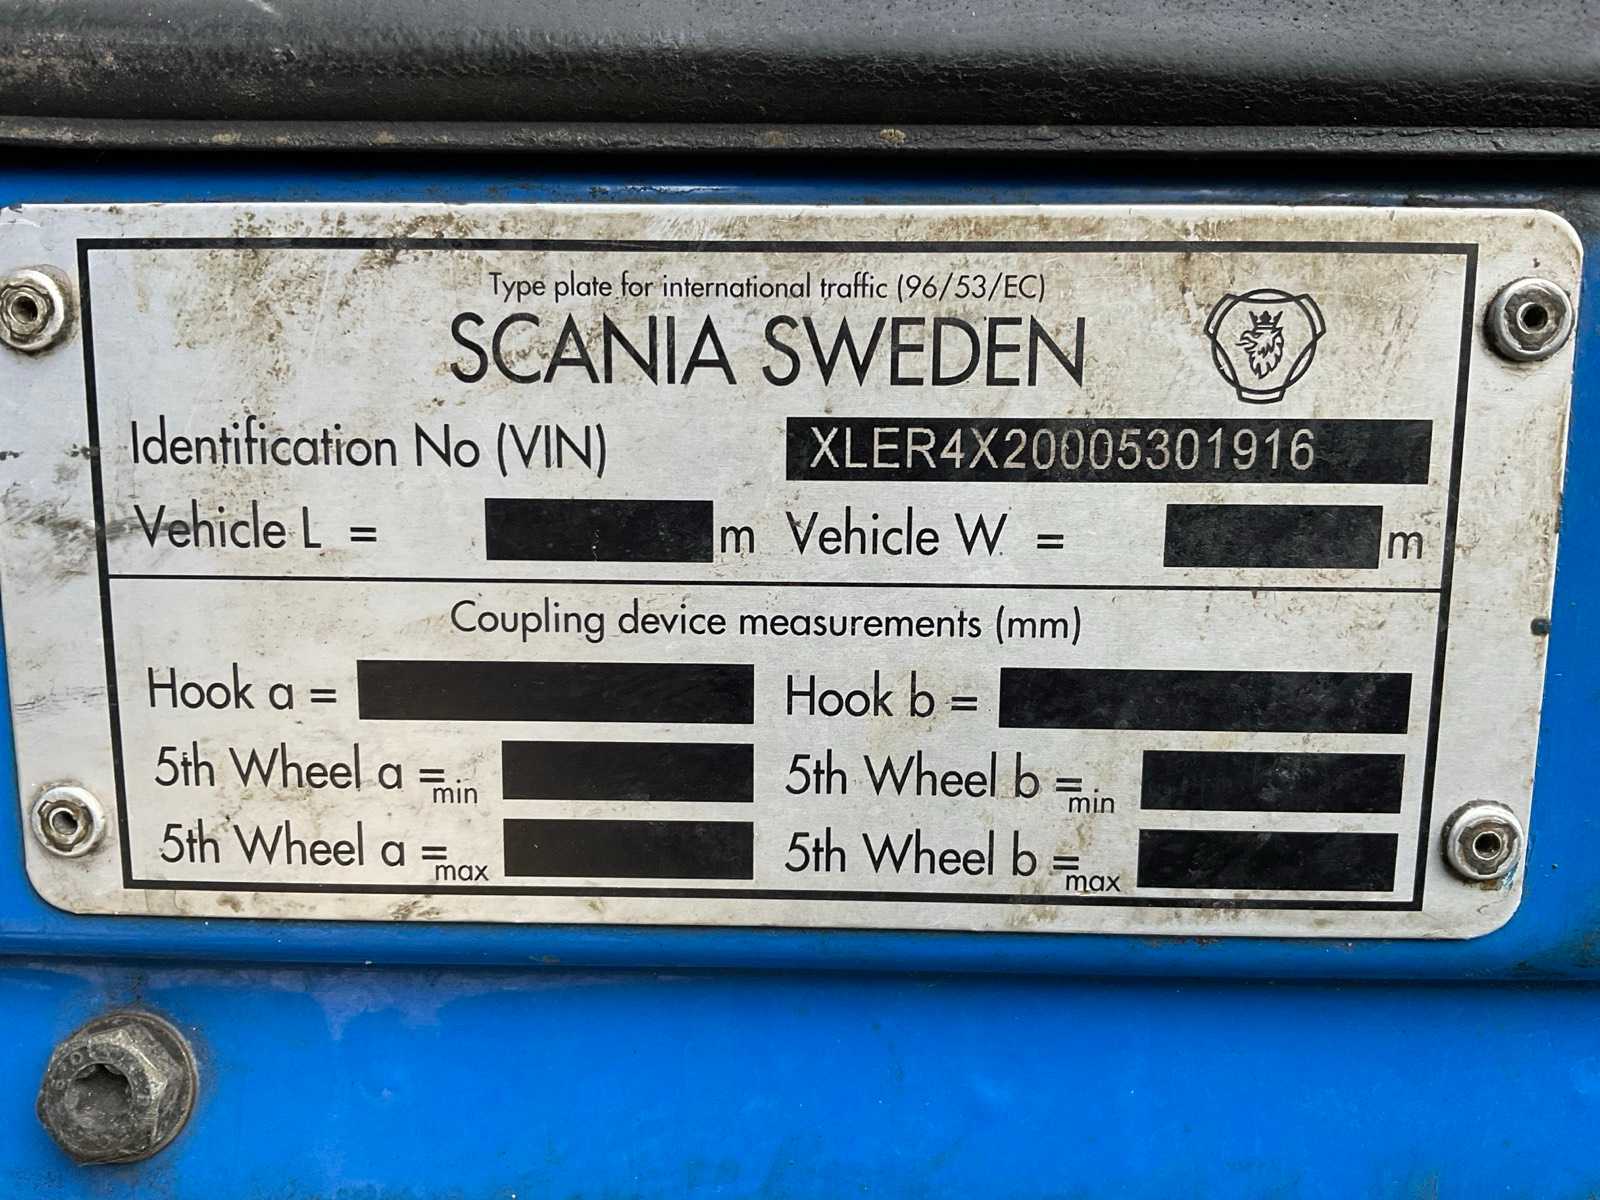 Type plate for international traffic (96/53/EC)
SCANIA SWEDEN
Identification No (VIN) XLER4X20005301916
Vehicle L = m Vehicle W = m
Coupling device measurements (mm)
Hook a = Hook b =
5th Wheel a = min 5th Wheel b = min
5th Wheel a = max 5th Wheel b = max